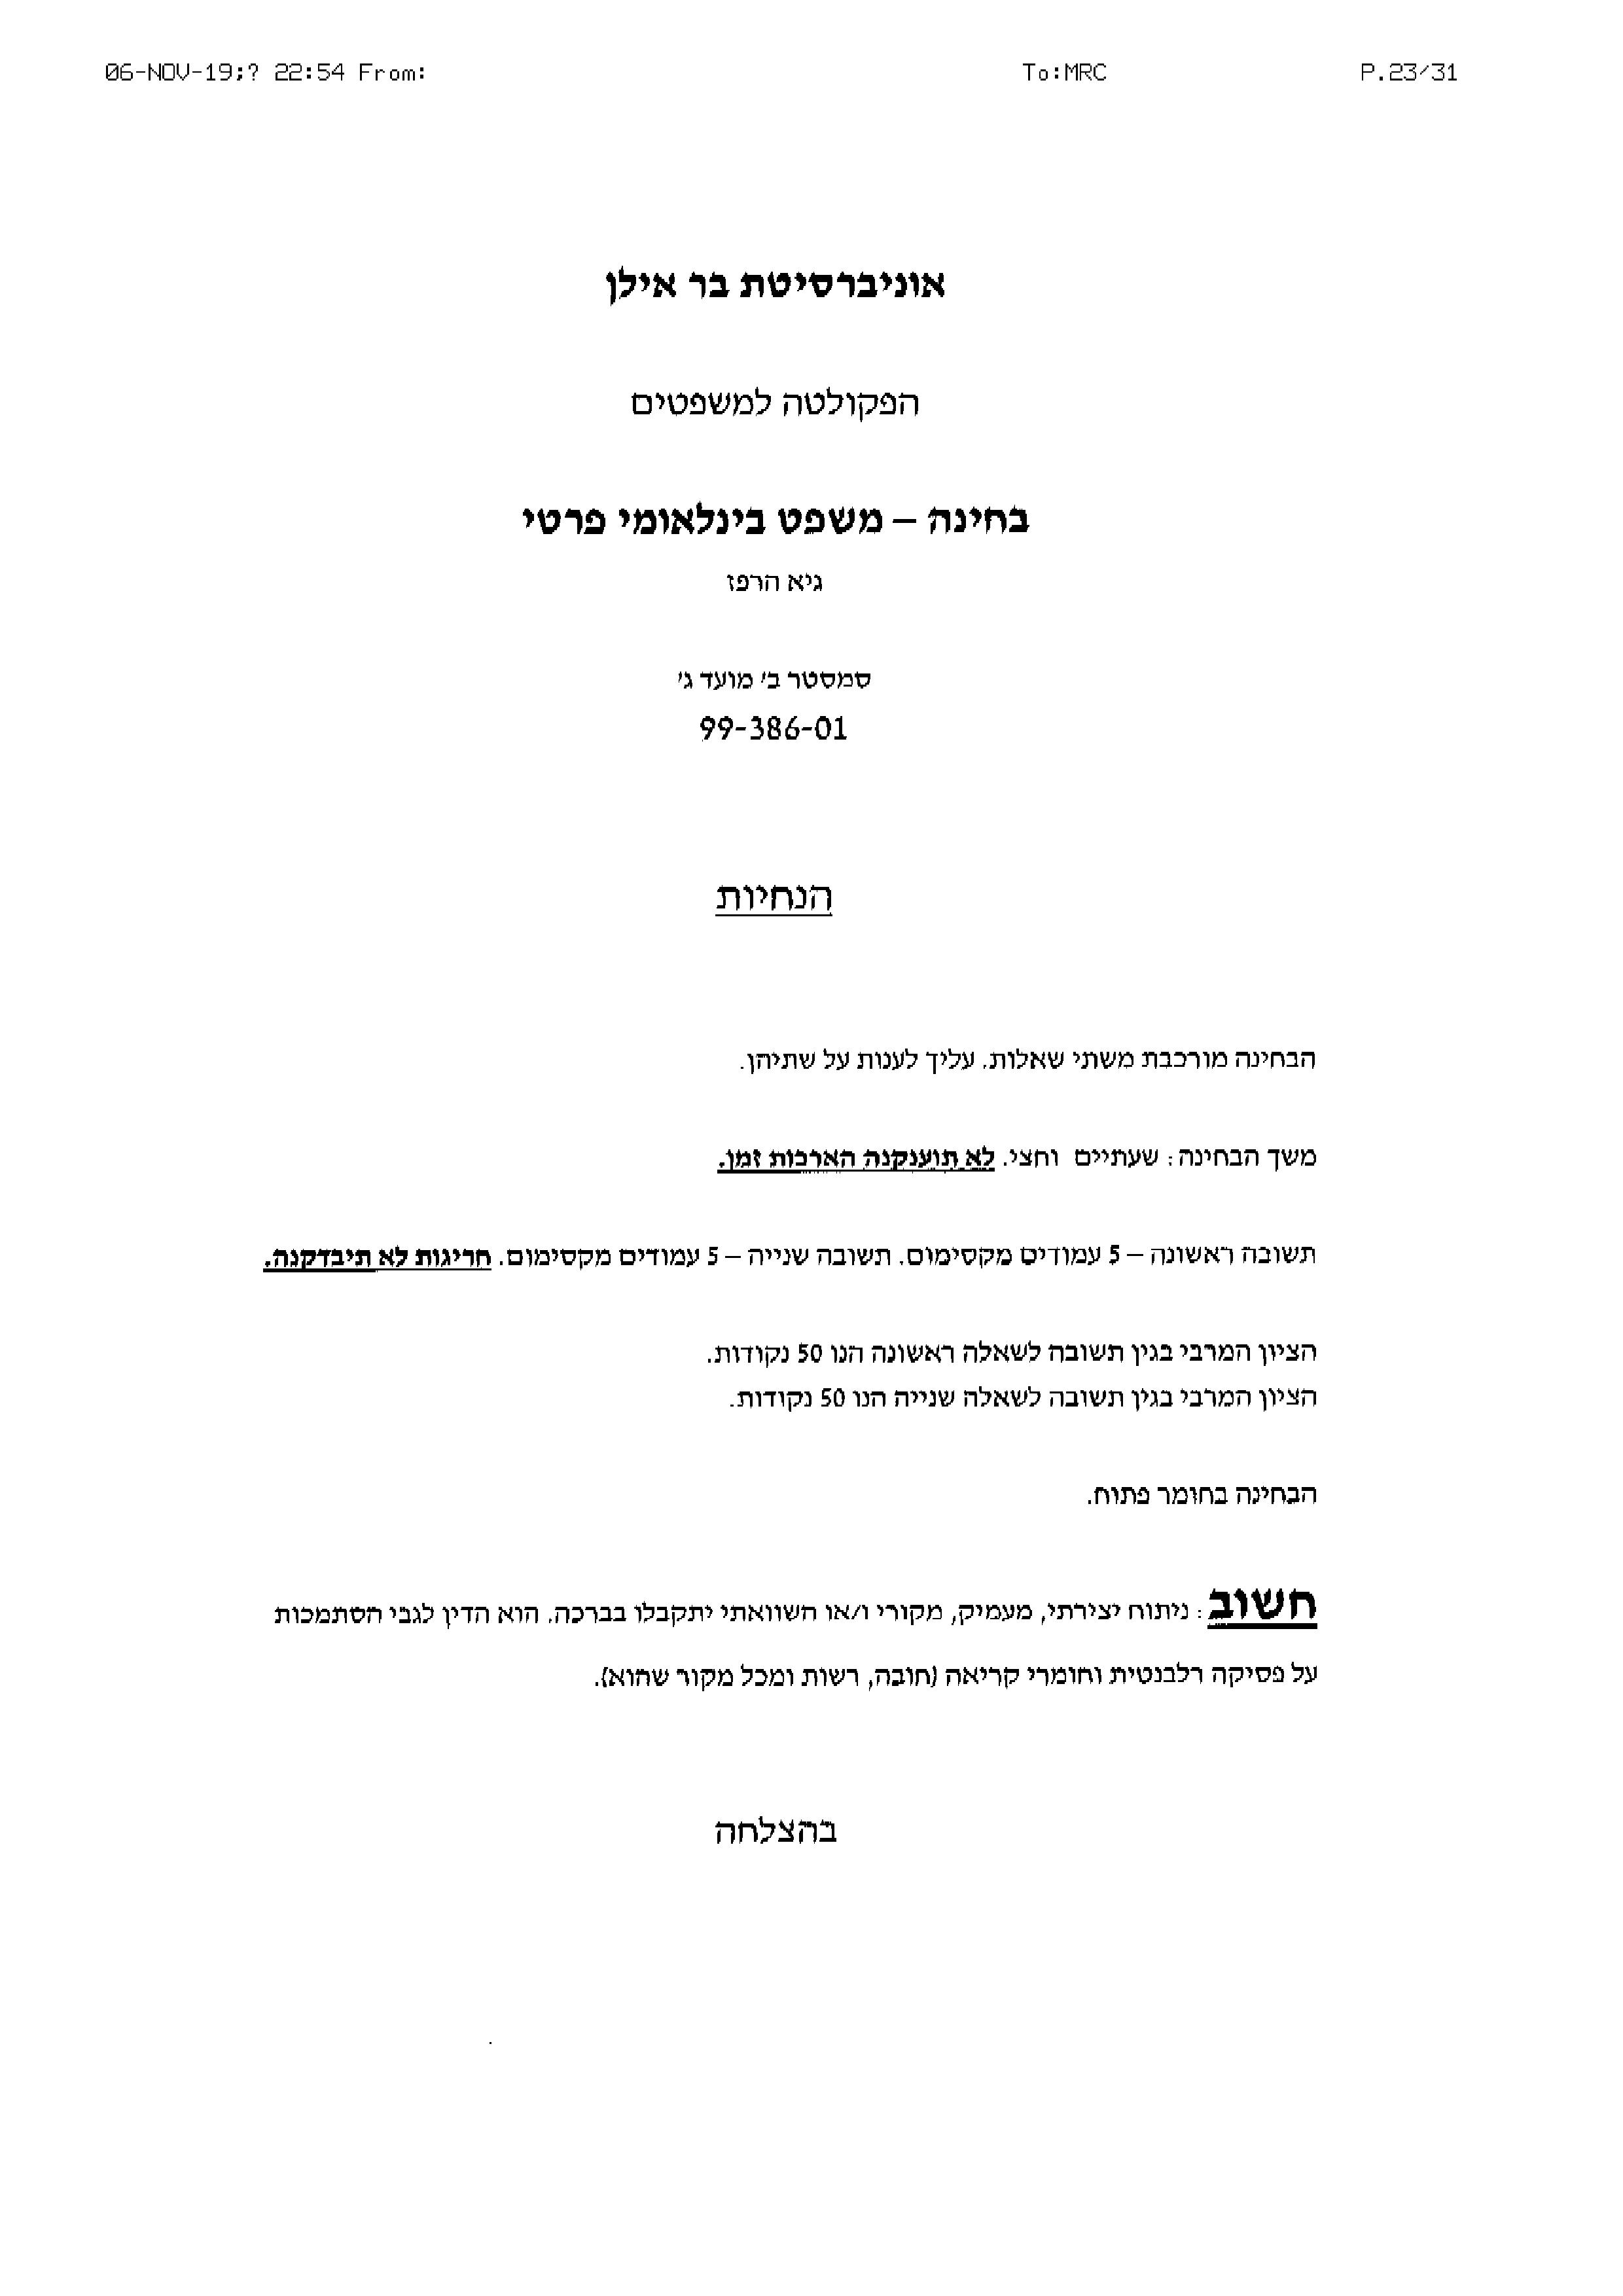 06-NOV-19;? 22:54 From: To:MRC P.23/31
אוניברסיטת בר אילן
הפקולטה למשפטים
בחינה – משפט בינלאומי פרטי
גיא הרפז
סמסטר ב׳ מועד ג׳
99-386-01
הנחיות
הבחינה מורכבת משתי שאלות. עליך לענות על שתיהן.
משך הבחינה: שעתיים וחצי. לא תוענקנה הארכות זמן.
תשובה ראשונה – 5 עמודים מקסימום. תשובה שנייה – 5 עמודים מקסימום. חריגות לא תיבדקנה.
הציון המרבי בגין תשובה לשאלה ראשונה הנו 50 נקודות.
הציון המרבי בגין תשובה לשאלה שנייה הנו 50 נקודות.
הבחינה בחומר פתוח.
חשוב: ניתוח יצירתי, מעמיק, מקורי ו/או השוואתי יתקבלו בברכה. הוא הדין לגבי הסתמכות
על פסיקה רלבנטית וחומרי קריאה (חובה, רשות ומכל מקור שהוא).
בהצלחה